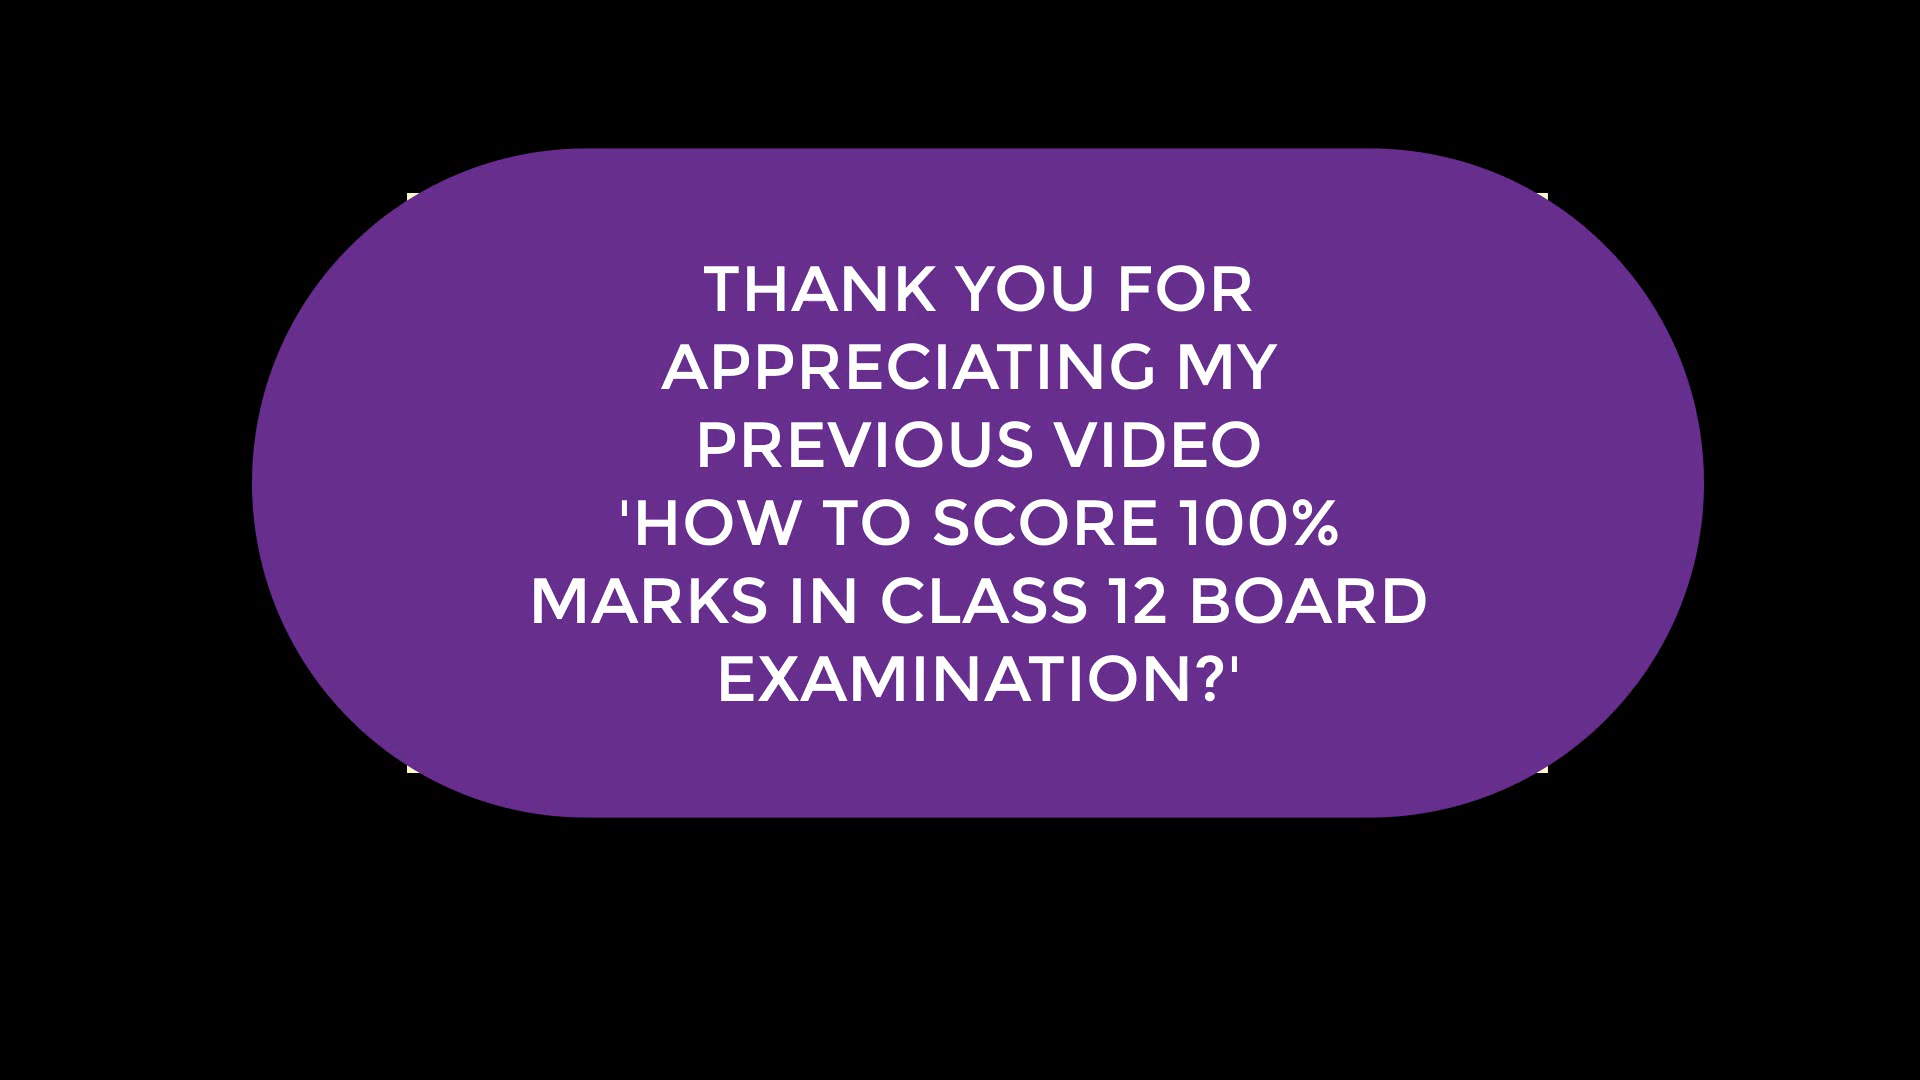 THANK YOU FOR
APPRECIATING MY
PREVIOUS VIDEO
'HOW TO SCORE 100%
MARKS IN CLASS 12 BOARD
EXAMINATION?'